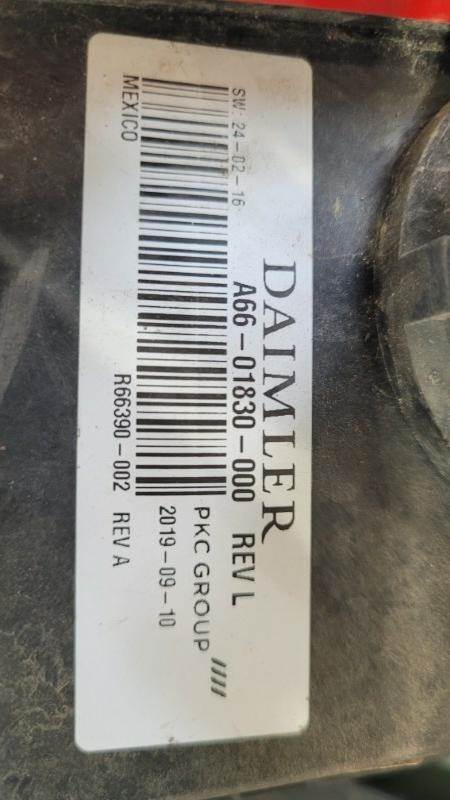 DAIMLER
A66-01830-000 REV L
SW: 24-02-16
PKC GROUP
2019-09-10
R66390-002 REV A
MEXICO